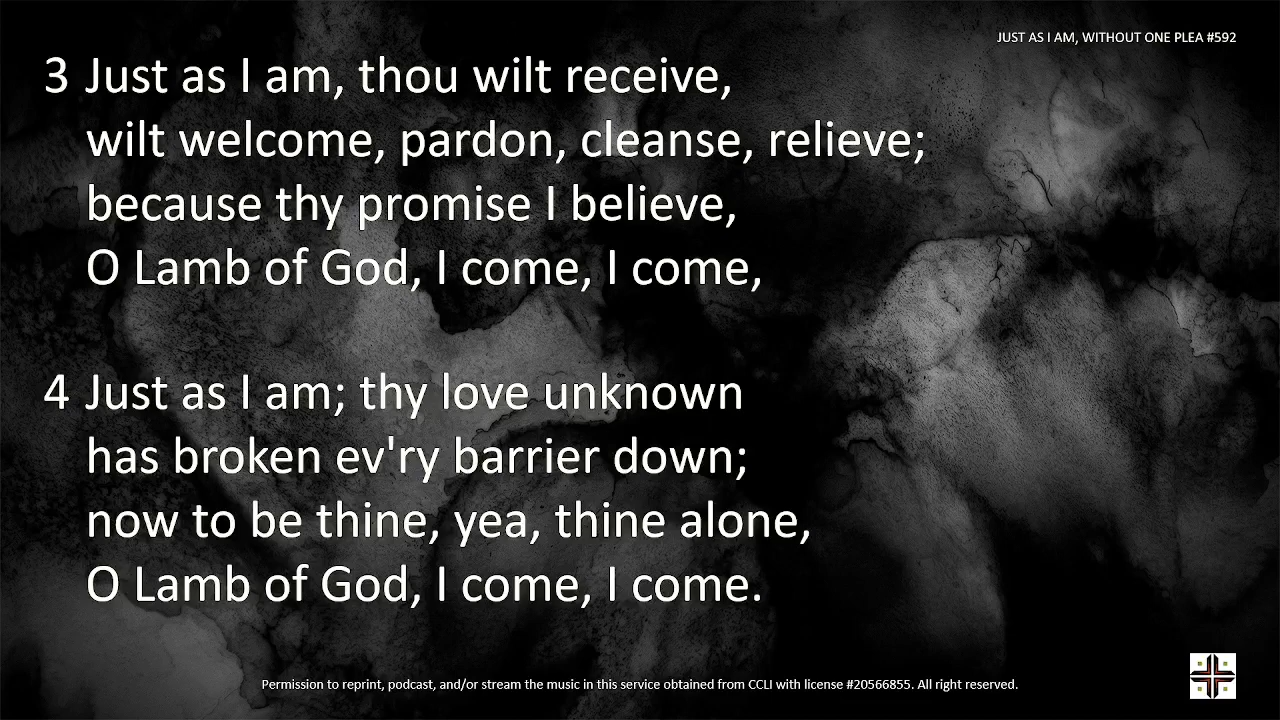 JUST AS I AM, WITHOUT ONE PLEA #592
3 Just as I am, thou wilt receive,
wilt welcome, pardon, cleanse, relieve;
because thy promise I believe,
O Lamb of God, I come, I come,
4 Just as I am; thy love unknown
has broken ev'ry barrier down;
now to be thine, yea, thine alone,
O Lamb of God, I come, I come.
Permission to reprint, podcast, and/or stream the music in this service obtained from CCLI with license #20566855. All right reserved.